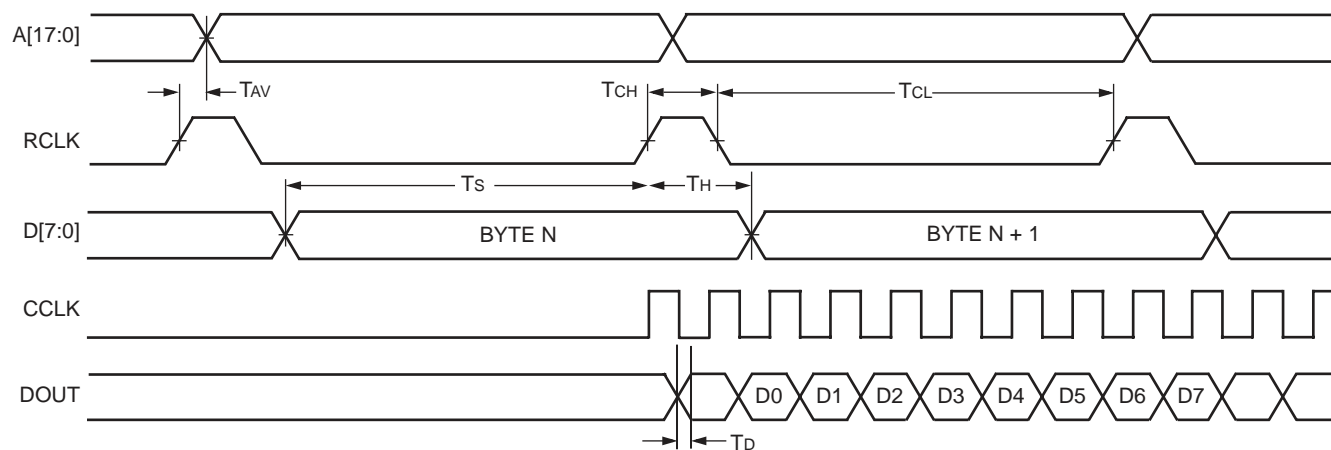 A[17:0]
TAV
TCH
TCL
RCLK
TS
TH
D[7:0]
BYTE N
BYTE N + 1
CCLK
DOUT
D0
D1
D2
D3
D4
D5
D6
D7
TD